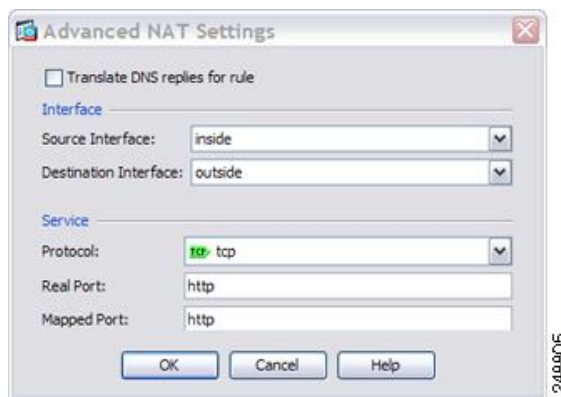 Advanced NAT Settings
Translate DNS replies for rule
Interface
Source Interface: inside
Destination Interface: outside
Service
Protocol: TCP tcp
Real Port: http
Mapped Port: http
OK Cancel Help
248905